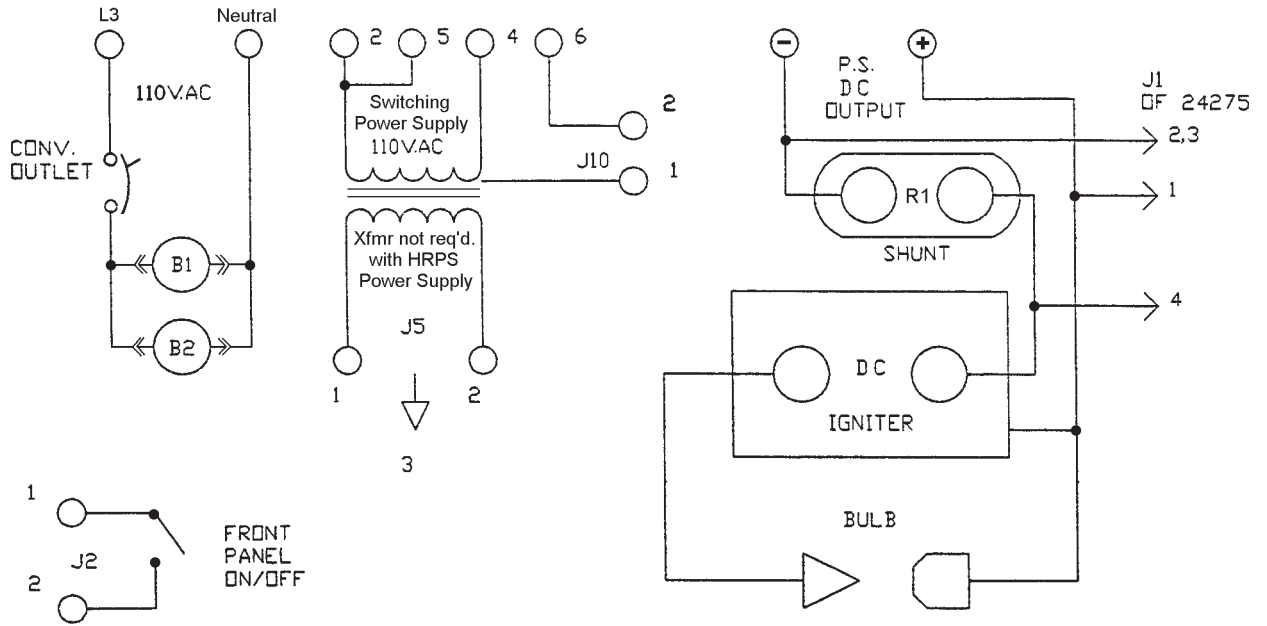 L3
Neutral
110V.AC
CONV.
OUTLET
B1
B2
2
5
4
6
Switching
Power Supply
110V.AC
J10
2
1
Xfmr not req'd.
with HRPS
Power Supply
J5
1
2
3
1
J2
2
FRONT
PANEL
ON/OFF
-
+
P.S.
DC
OUTPUT
J1
OF 24275
2,3
1
4
R1
SHUNT
DC
IGNITER
BULB